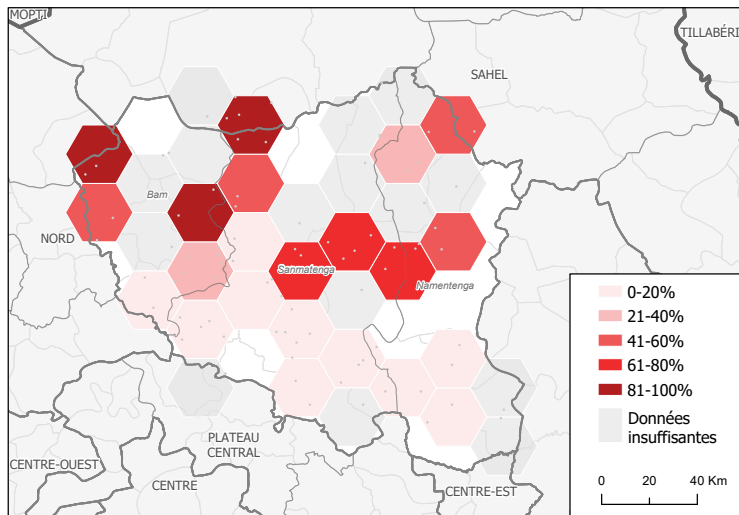 MOPTI
TILLABÉRI
SAHEL
Bam
NORD
Sanmatenga
Namentenga
0-20%
21-40%
41-60%
61-80%
81-100%
Données
insuffisantes
PLATEAU
CENTRAL
CENTRE-OUEST
CENTRE
CENTRE-EST
0 20 40 Km